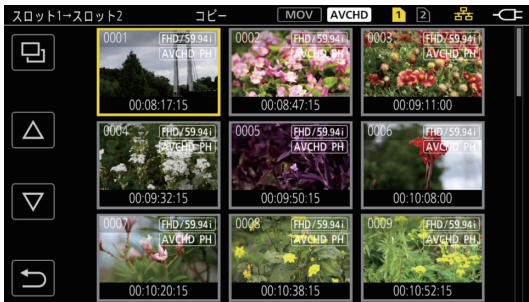 スロット1→スロット2 コピー MOV AVCHD 1 2
0001 FHD/59.94i AVCHD PH
00:08:17:15
0002 FHD/59.94i AVCHD PH
00:08:47:15
0003 FHD/59.94i AVCHD PH
00:09:11:00
0004 FHD/59.94i AVCHD PH
00:09:32:15
0005 FHD/59.94i AVCHD PH
00:09:50:15
0006 FHD/59.94i AVCHD PH
00:10:08:00
0007 FHD/59.94i AVCHD PH
00:10:20:15
0008 FHD/59.94i AVCHD PH
00:10:38:15
0009 FHD/59.94i AVCHD PH
00:10:52:15